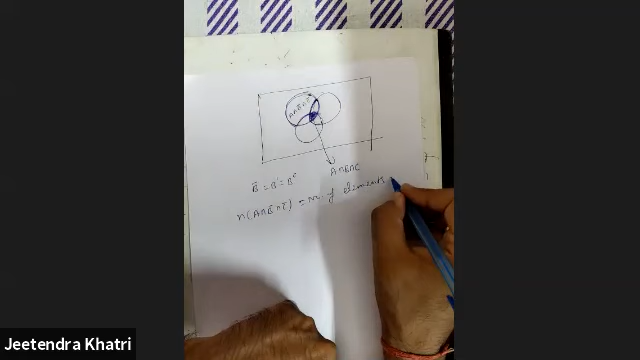 A∩B̄∩C̄
A∩B∩C
B̄ = B' = Bᶜ
n(A∩B̄∩C̄) = No. of elements
Jeetendra Khatri